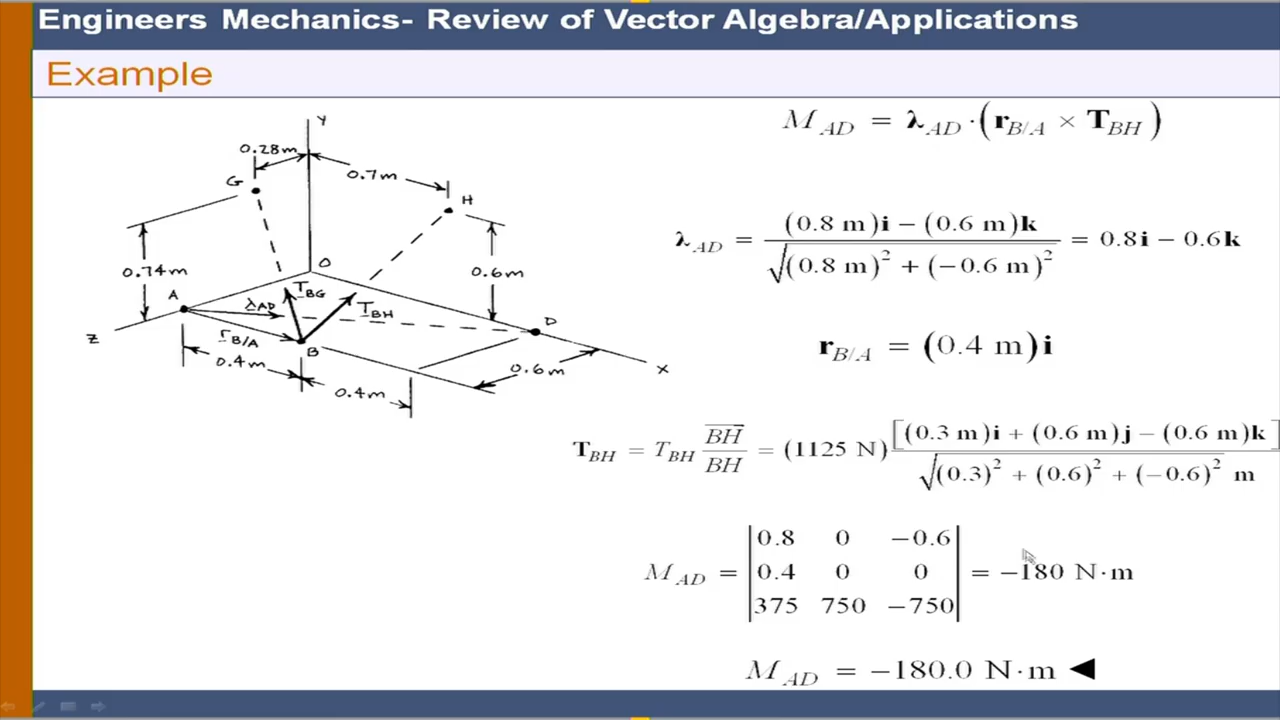 Engineers Mechanics- Review of Vector Algebra/Applications
Example
Y
0.28m
0.7m
G
H
0.74m
O
0.6m
A
T_BG
λ_AD
T_BH
D
Z
r_B/A
B
0.4m
0.6m
X
0.4m
M_AD = λ_AD · (r_B/A × T_BH)
λ_AD = (0.8 m)i − (0.6 m)k / √(0.8 m)² + (−0.6 m)² = 0.8i − 0.6k
r_B/A = (0.4 m)i
T_BH = T_BH BH/BH = (1125 N) [(0.3 m)i + (0.6 m)j − (0.6 m)k] / √(0.3)² + (0.6)² + (−0.6)² m
0.8 0 −0.6
M_AD = 0.4 0 0 = −180 N·m
375 750 −750
M_AD = −180.0 N·m ◀